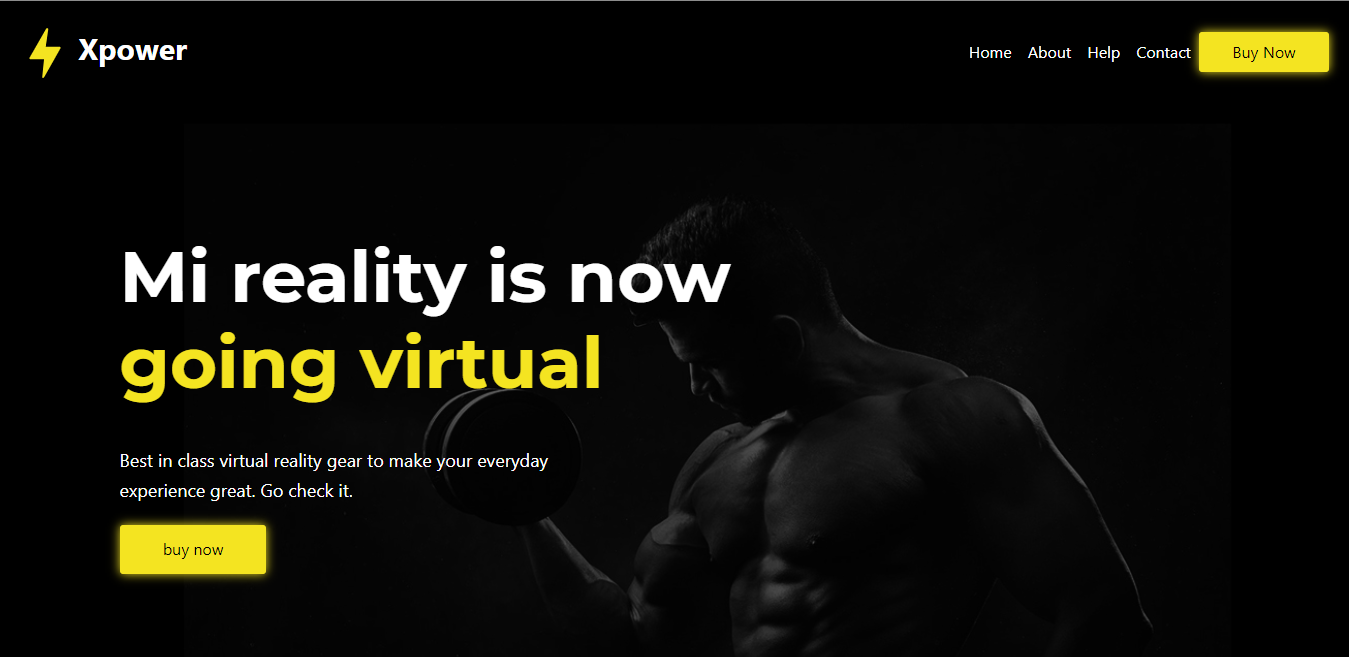 Xpower
Home About Help Contact Buy Now
Mi reality is now
going virtual
Best in class virtual reality gear to make your everyday
experience great. Go check it.
buy now